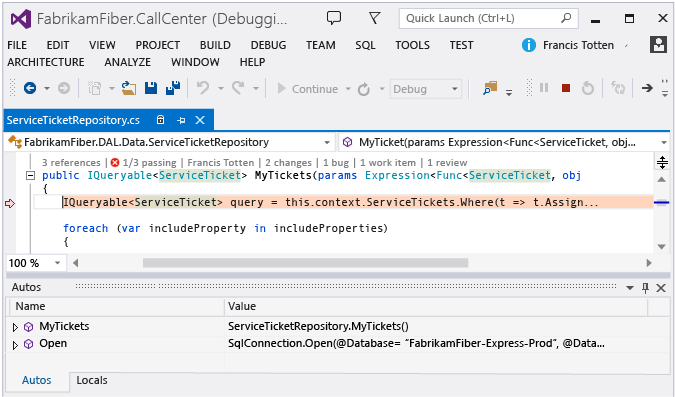 FabrikamFiber.CallCenter (Debuggi...
Quick Launch (Ctrl+L)
FILE EDIT VIEW PROJECT BUILD DEBUG TEAM SQL TOOLS TEST
Francis Totten
ARCHITECTURE ANALYZE WINDOW HELP
Continue Debug
ServiceTicketRepository.cs
FabrikamFiber.DAL.Data.ServiceTicketRepository
MyTicket(params Expression<Func<ServiceTicket, obj...
3 references | 1/3 passing | Francis Totten | 2 changes | 1 bug | 1 work item | 1 review
public IQueryable<ServiceTicket> MyTickets(params Expression<Func<ServiceTicket, obj
{
IQueryable<ServiceTicket> query = this.context.ServiceTickets.Where(t => t.Assign...
foreach (var includeProperty in includeProperties)
{
100 %
Autos
Name Value
MyTickets ServiceTicketRepository.MyTickets()
Open SqlConnection.Open(@Database= “FabrikamFiber-Express-Prod”, @Data...
Autos Locals